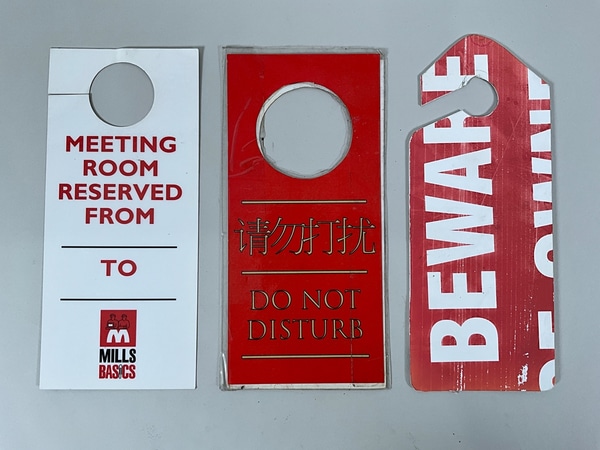 MEETING
ROOM
RESERVED
FROM
TO
MILLS
BASICS
请勿打扰
DO NOT
DISTURB
BEWARE